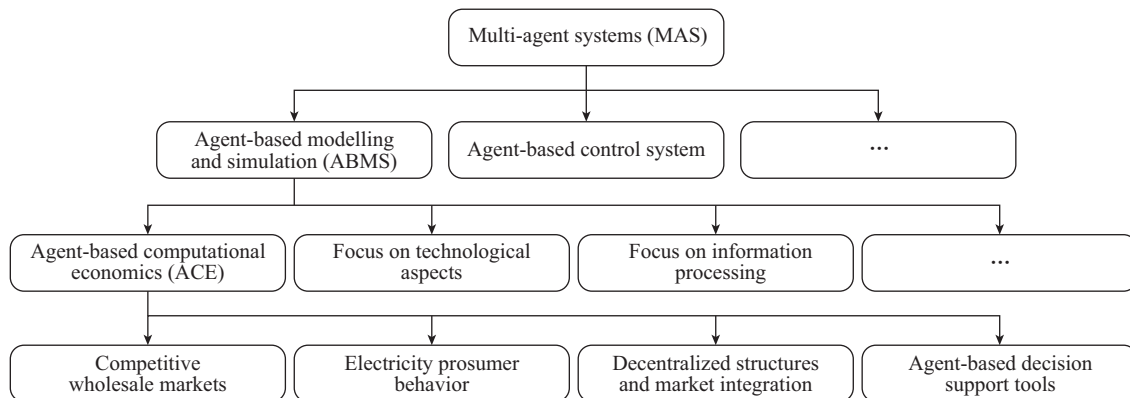 Multi-agent systems (MAS)
Agent-based modelling
and simulation (ABMS)
Agent-based control system
...
Agent-based computational
economics (ACE)
Focus on technological
aspects
Focus on information
processing
...
Competitive
wholesale markets
Electricity prosumer
behavior
Decentralized structures
and market integration
Agent-based decision
support tools